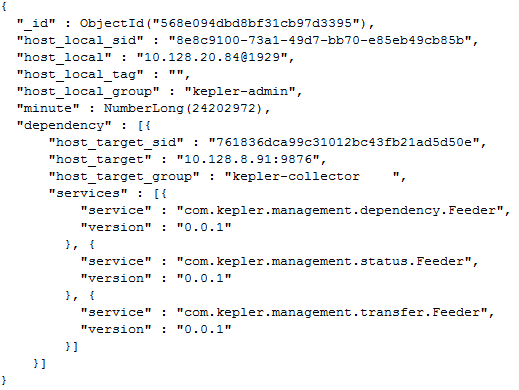 {
  "_id" : ObjectId("568e094dbd8bf31cb97d3395"),
  "host_local_sid" : "8e8c9100-73a1-49d7-bb70-e85eb49cb85b",
  "host_local" : "10.128.20.84@1929",
  "host_local_tag" : "",
  "host_local_group" : "kepler-admin",
  "minute" : NumberLong(24202972),
  "dependency" : [{
      "host_target_sid" : "761836dca99c31012bc43fb21ad5d50e",
      "host_target" : "10.128.8.91:9876",
      "host_target_group" : "kepler-collector    ",
      "services" : [{
          "service" : "com.kepler.management.dependency.Feeder",
          "version" : "0.0.1"
        }, {
          "service" : "com.kepler.management.status.Feeder",
          "version" : "0.0.1"
        }, {
          "service" : "com.kepler.management.transfer.Feeder",
          "version" : "0.0.1"
        }]
    }]
}